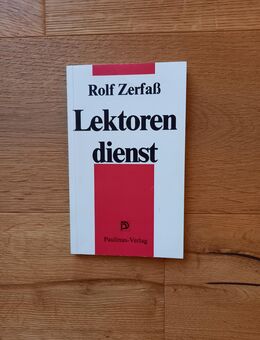 Rolf Zerfaß
Lektoren
dienst
Paulinus-Verlag